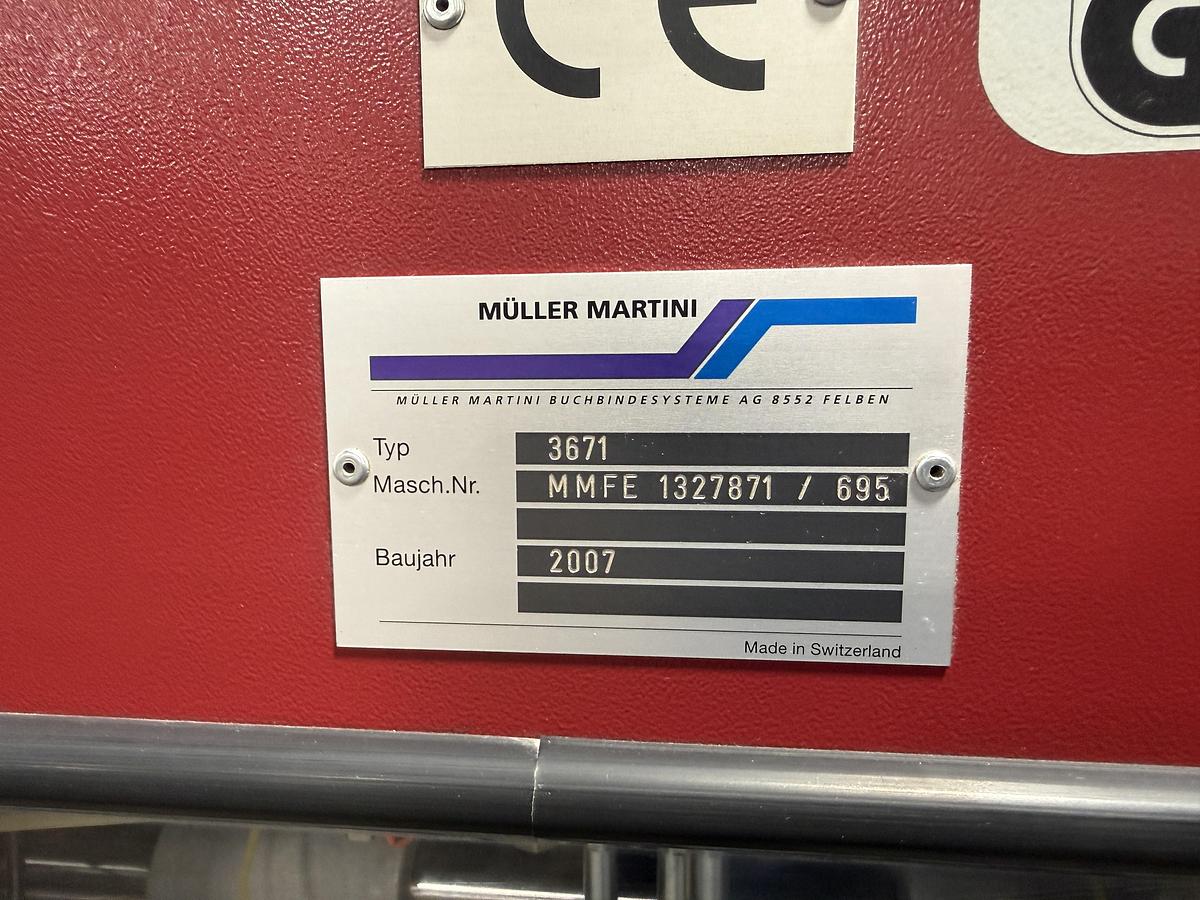 CE
MÜLLER MARTINI
MÜLLER MARTINI BUCHBINDESYSTEME AG 8552 FELBEN
Typ 3671
Masch.Nr. MMFE 1327871 / 695
Baujahr 2007
Made in Switzerland